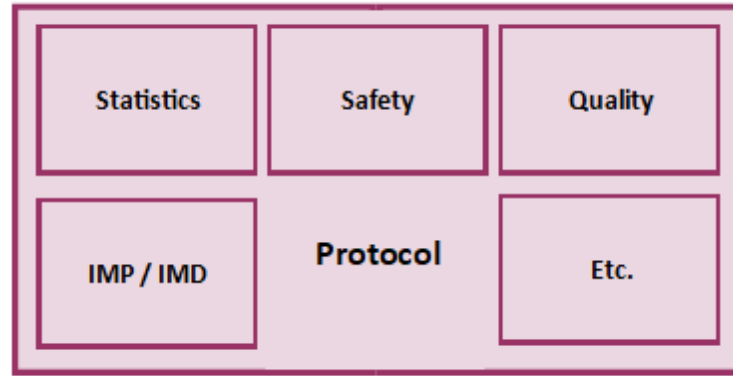 Statistics
Safety
Quality
IMP / IMD
Protocol
Etc.